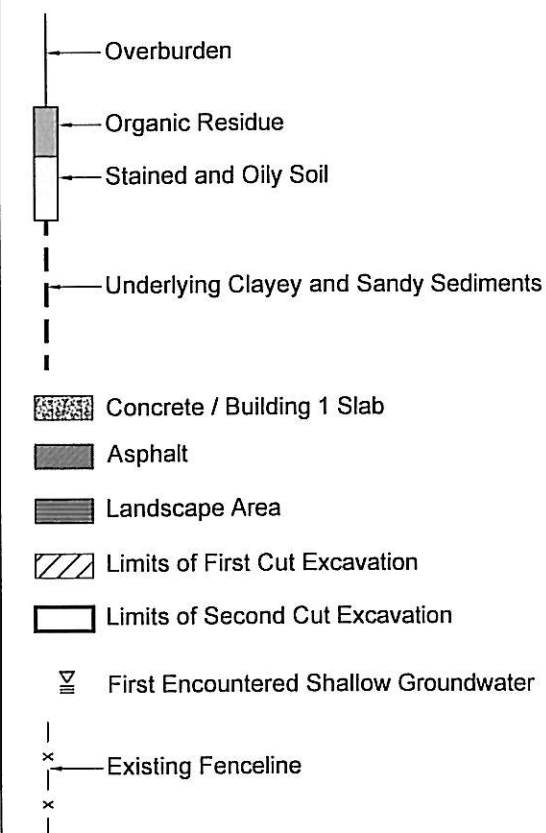 Overburden
Organic Residue
Stained and Oily Soil
Underlying Clayey and Sandy Sediments
Concrete / Building 1 Slab
Asphalt
Landscape Area
Limits of First Cut Excavation
Limits of Second Cut Excavation
First Encountered Shallow Groundwater
Existing Fenceline